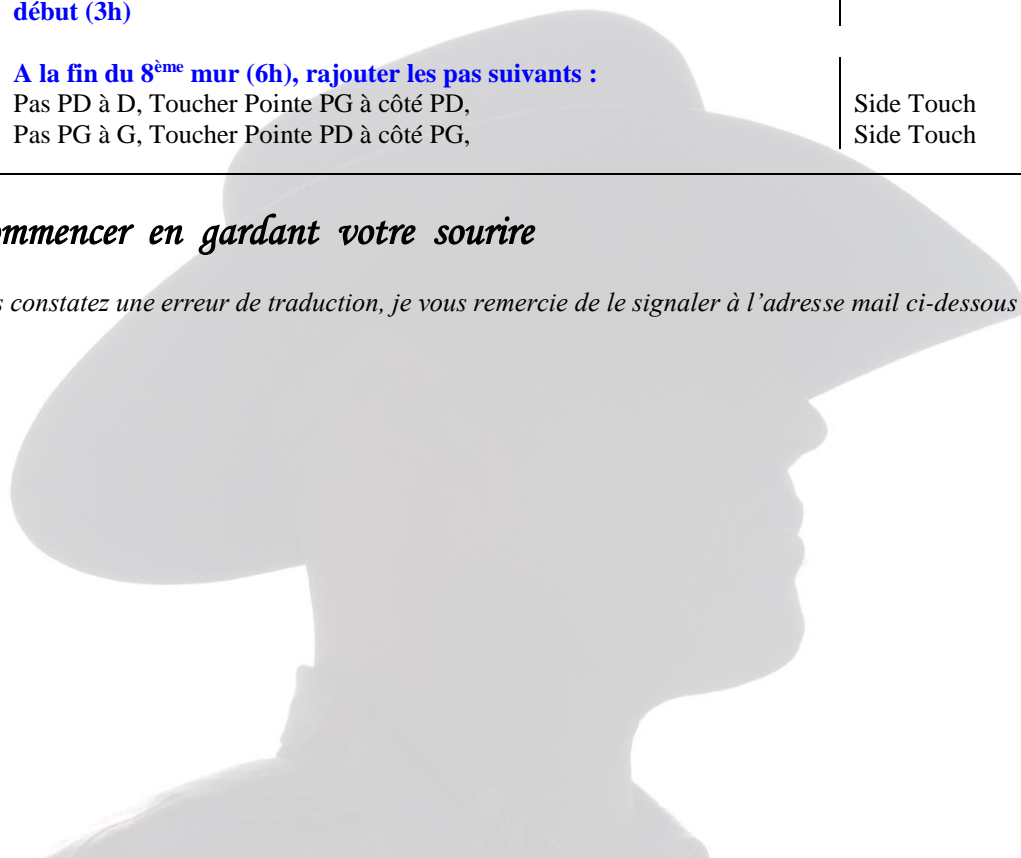 début (3h)
A la fin du 8ème mur (6h), rajouter les pas suivants :
Pas PD à D, Toucher Pointe PG à côté PD, Side Touch
Pas PG à G, Toucher Pointe PD à côté PG, Side Touch
ommencer en gardant votre sourire
s constatez une erreur de traduction, je vous remercie de le signaler à l'adresse mail ci-dessous